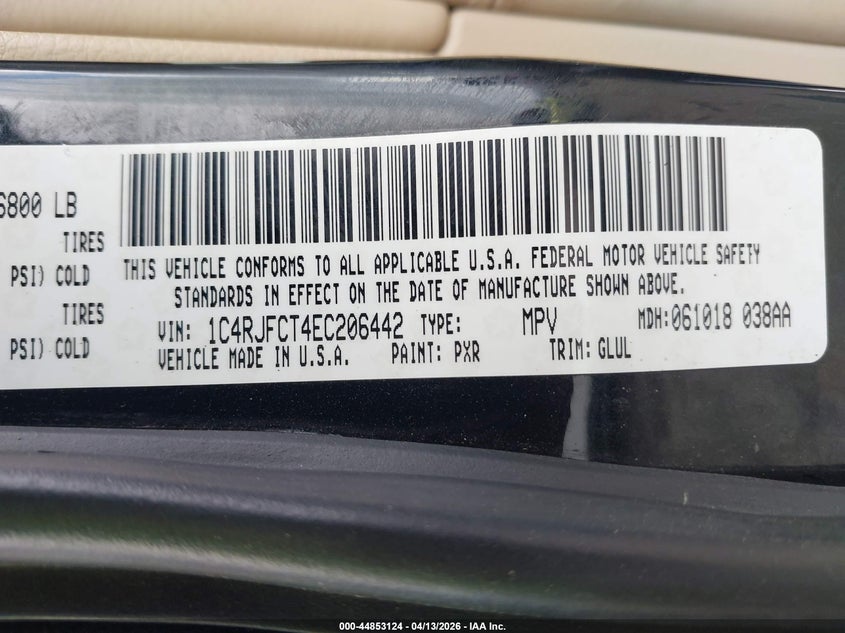 6800 LB
TIRES
PSI) COLD
TIRES
PSI) COLD
THIS VEHICLE CONFORMS TO ALL APPLICABLE U.S.A. FEDERAL MOTOR VEHICLE SAFETY
STANDARDS IN EFFECT ON THE DATE OF MANUFACTURE SHOWN ABOVE.
VIN: 1C4RJFCT4EC206442 TYPE: MPV MDH:061018 038AA
VEHICLE MADE IN U.S.A. PAINT: PXR TRIM: GLUL
000-44853124 - 04/13/2026 - IAA Inc.